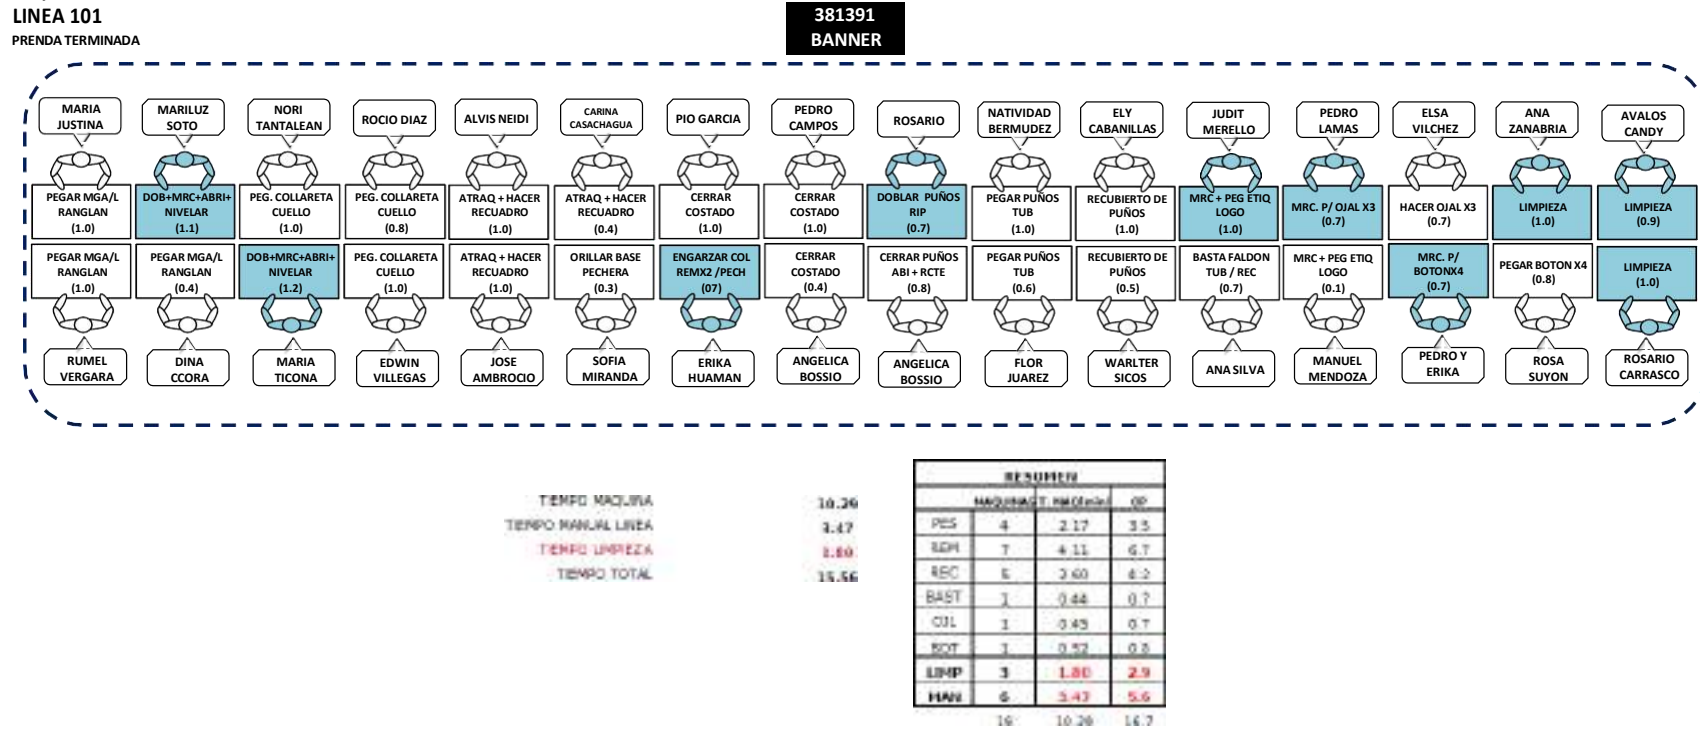 LINEA 101
PRENDA TERMINADA
381391
BANNER
MARIA
JUSTINA
MARILUZ
SOTO
NORI
TANTALEAN
ROCIO DIAZ
ALVIS NEIDI
CARINA
CASACHAGUA
PIO GARCIA
PEDRO
CAMPOS
ROSARIO
NATIVIDAD
BERMUDEZ
ELY
CABANILLAS
JUDIT
MERELLO
PEDRO
LAMAS
ELSA
VILCHEZ
ANA
ZANABRIA
AVALOS
CANDY
PEGAR MGA/L
RANGLAN
(1.0)
DOB+MRC+ABRI+
NIVELAR
(1.1)
PEG. COLLARETA
CUELLO
(1.0)
PEG. COLLARETA
CUELLO
(0.8)
ATRAQ + HACER
RECUADRO
(1.0)
ATRAQ + HACER
RECUADRO
(0.4)
CERRAR
COSTADO
(1.0)
CERRAR
COSTADO
(1.0)
DOBLAR PUÑOS
RIP
(0.7)
PEGAR PUÑOS
TUB
(1.0)
RECUBIERTO DE
PUÑOS
(1.0)
MRC + PEG ETIQ
LOGO
(1.0)
MRC. P/ OJAL X3
(0.7)
HACER OJAL X3
(0.7)
LIMPIEZA
(1.0)
LIMPIEZA
(0.9)
PEGAR MGA/L
RANGLAN
(1.0)
PEGAR MGA/L
RANGLAN
(0.4)
DOB+MRC+ABRI+
NIVELAR
(1.2)
PEG. COLLARETA
CUELLO
(1.0)
ATRAQ + HACER
RECUADRO
(1.0)
ORILLAR BASE
PECHERA
(0.3)
ENGARZAR COL
REMX2 /PECH
(07)
CERRAR
COSTADO
(0.4)
CERRAR PUÑOS
ABI + RCTE
(0.8)
PEGAR PUÑOS
TUB
(0.6)
RECUBIERTO DE
PUÑOS
(0.5)
BASTA FALDON
TUB / REC
(0.7)
MRC + PEG ETIQ
LOGO
(0.1)
MRC. P/
BOTONX4
(0.7)
PEGAR BOTON X4
(0.8)
LIMPIEZA
(1.0)
RUMEL
VERGARA
DINA
CCORA
MARIA
TICONA
EDWIN
VILLEGAS
JOSE
AMBROCIO
SOFIA
MIRANDA
ERIKA
HUAMAN
ANGELICA
BOSSIO
ANGELICA
BOSSIO
FLOR
JUAREZ
WARLTER
SICOS
ANA SILVA
MANUEL
MENDOZA
PEDRO Y
ERIKA
ROSA
SUYON
ROSARIO
CARRASCO
TIEMPO MAQUINA 10.29
TIEMPO MANUAL LINEA 3.47
TIEMPO LIMPIEZA 1.80
TIEMPO TOTAL 15.56
RESUMEN
MAQUINAS OP
PES 4 2.17 3.5
REM 7 4.11 6.7
REC 5 2.60 4.2
BAST 1 0.44 0.7
OJL 1 0.45 0.7
BOT 1 0.52 0.8
LIMP 3 1.80 2.9
MAN 6 3.47 5.6
10.29 16.7